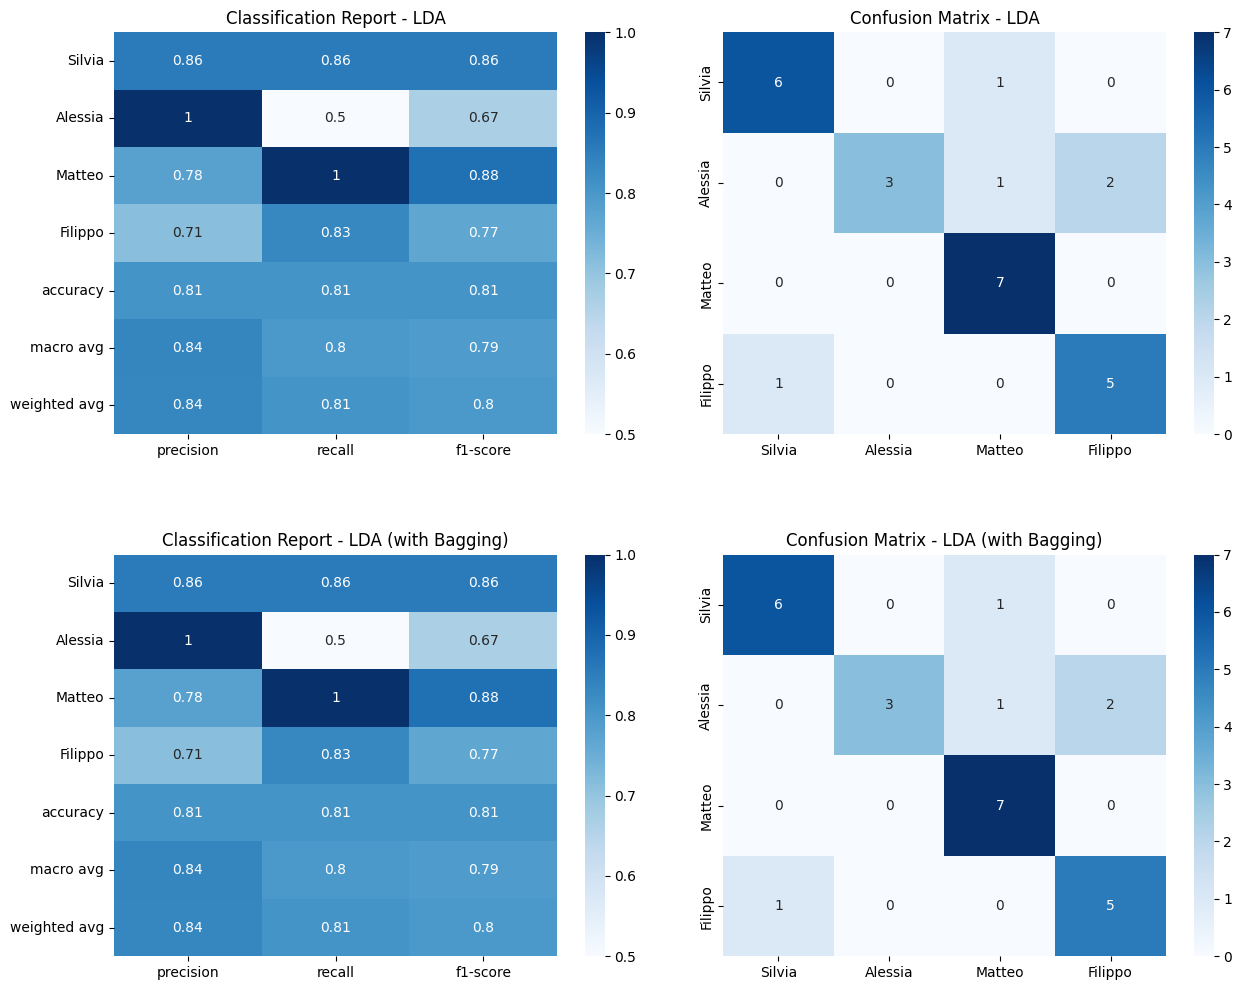 Classification Report - LDA
Silvia 0.86 0.86 0.86
Alessia 1 0.5 0.67
Matteo 0.78 1 0.88
Filippo 0.71 0.83 0.77
accuracy 0.81 0.81 0.81
macro avg 0.84 0.8 0.79
weighted avg 0.84 0.81 0.8
precision recall f1-score
1.0
0.9
0.8
0.7
0.6
0.5
Confusion Matrix - LDA
Silvia 6 0 1 0
Alessia 0 3 1 2
Matteo 0 0 7 0
Filippo 1 0 0 5
Silvia Alessia Matteo Filippo
7
6
5
4
3
2
1
0
Classification Report - LDA (with Bagging)
Silvia 0.86 0.86 0.86
Alessia 1 0.5 0.67
Matteo 0.78 1 0.88
Filippo 0.71 0.83 0.77
accuracy 0.81 0.81 0.81
macro avg 0.84 0.8 0.79
weighted avg 0.84 0.81 0.8
precision recall f1-score
1.0
0.9
0.8
0.7
0.6
0.5
Confusion Matrix - LDA (with Bagging)
Silvia 6 0 1 0
Alessia 0 3 1 2
Matteo 0 0 7 0
Filippo 1 0 0 5
Silvia Alessia Matteo Filippo
7
6
5
4
3
2
1
0